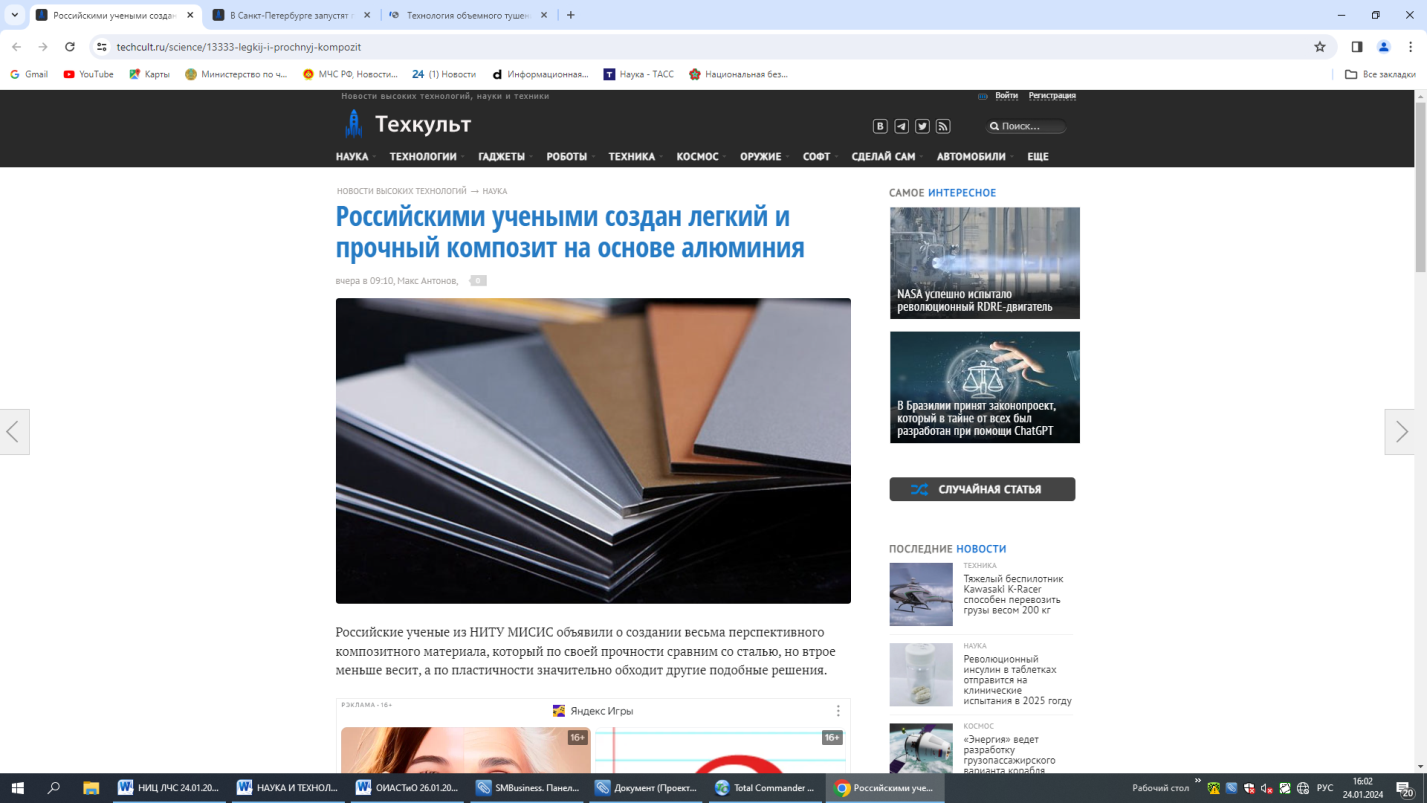 Российскими учеными создан
В Санкт-Петербурге запустят
Технология объемного тушен
techcult.ru/science/13333-legkij-i-prochnyj-kompozit
Gmail
YouTube
Карты
Министерство по ч...
МЧС РФ, Новости...
24 (1) Новости
d Информационная...
Т Наука - ТАСС
Национальная без...
Все закладки
Новости высоких технологий, науки и техники
Войти Регистрация
Техкульт
Поиск...
НАУКА ТЕХНОЛОГИИ ГАДЖЕТЫ РОБОТЫ ТЕХНИКА КОСМОС ОРУЖИЕ СОФТ СДЕЛАЙ САМ АВТОМОБИЛИ ЕЩЕ
НОВОСТИ ВЫСОКИХ ТЕХНОЛОГИЙ → НАУКА
Российскими учеными создан легкий и
прочный композит на основе алюминия
вчера в 09:10, Макс Антонов, 0
Российские ученые из НИТУ МИСИС объявили о создании весьма перспективного
композитного материала, который по своей прочности сравним со сталью, но втрое
меньше весит, а по пластичности значительно обходит другие подобные решения.
РЭКЛАМА • 16+
Яндекс Игры
16+
16+
САМОЕ ИНТЕРЕСНОЕ
NASA успешно испытало
революционный RDRE-двигатель
В Бразилии принят законопроект,
который в тайне от всех был
разработан при помощи ChatGPT
СЛУЧАЙНАЯ СТАТЬЯ
ПОСЛЕДНИЕ НОВОСТИ
ТЕХНИКА
Тяжелый беспилотник
Kawasaki K-Racer
способен перевозить
грузы весом 200 кг
НАУКА
Революционный
инсулин в таблетках
отправится на
клинические
испытания в 2025 году
КОСМОС
«Энергия» ведет
разработку
грузопассажирского
варианта корабля
НИЦ ЛЧС 24.01.20...
НАУКА И ТЕХНОЛ...
ОИАСТиО 26.01.20...
SMBusiness. Панел...
Документ (Проект...
Total Commander ...
Российскими уче...
Рабочий стол
РУС
16:02
24.01.2024
20